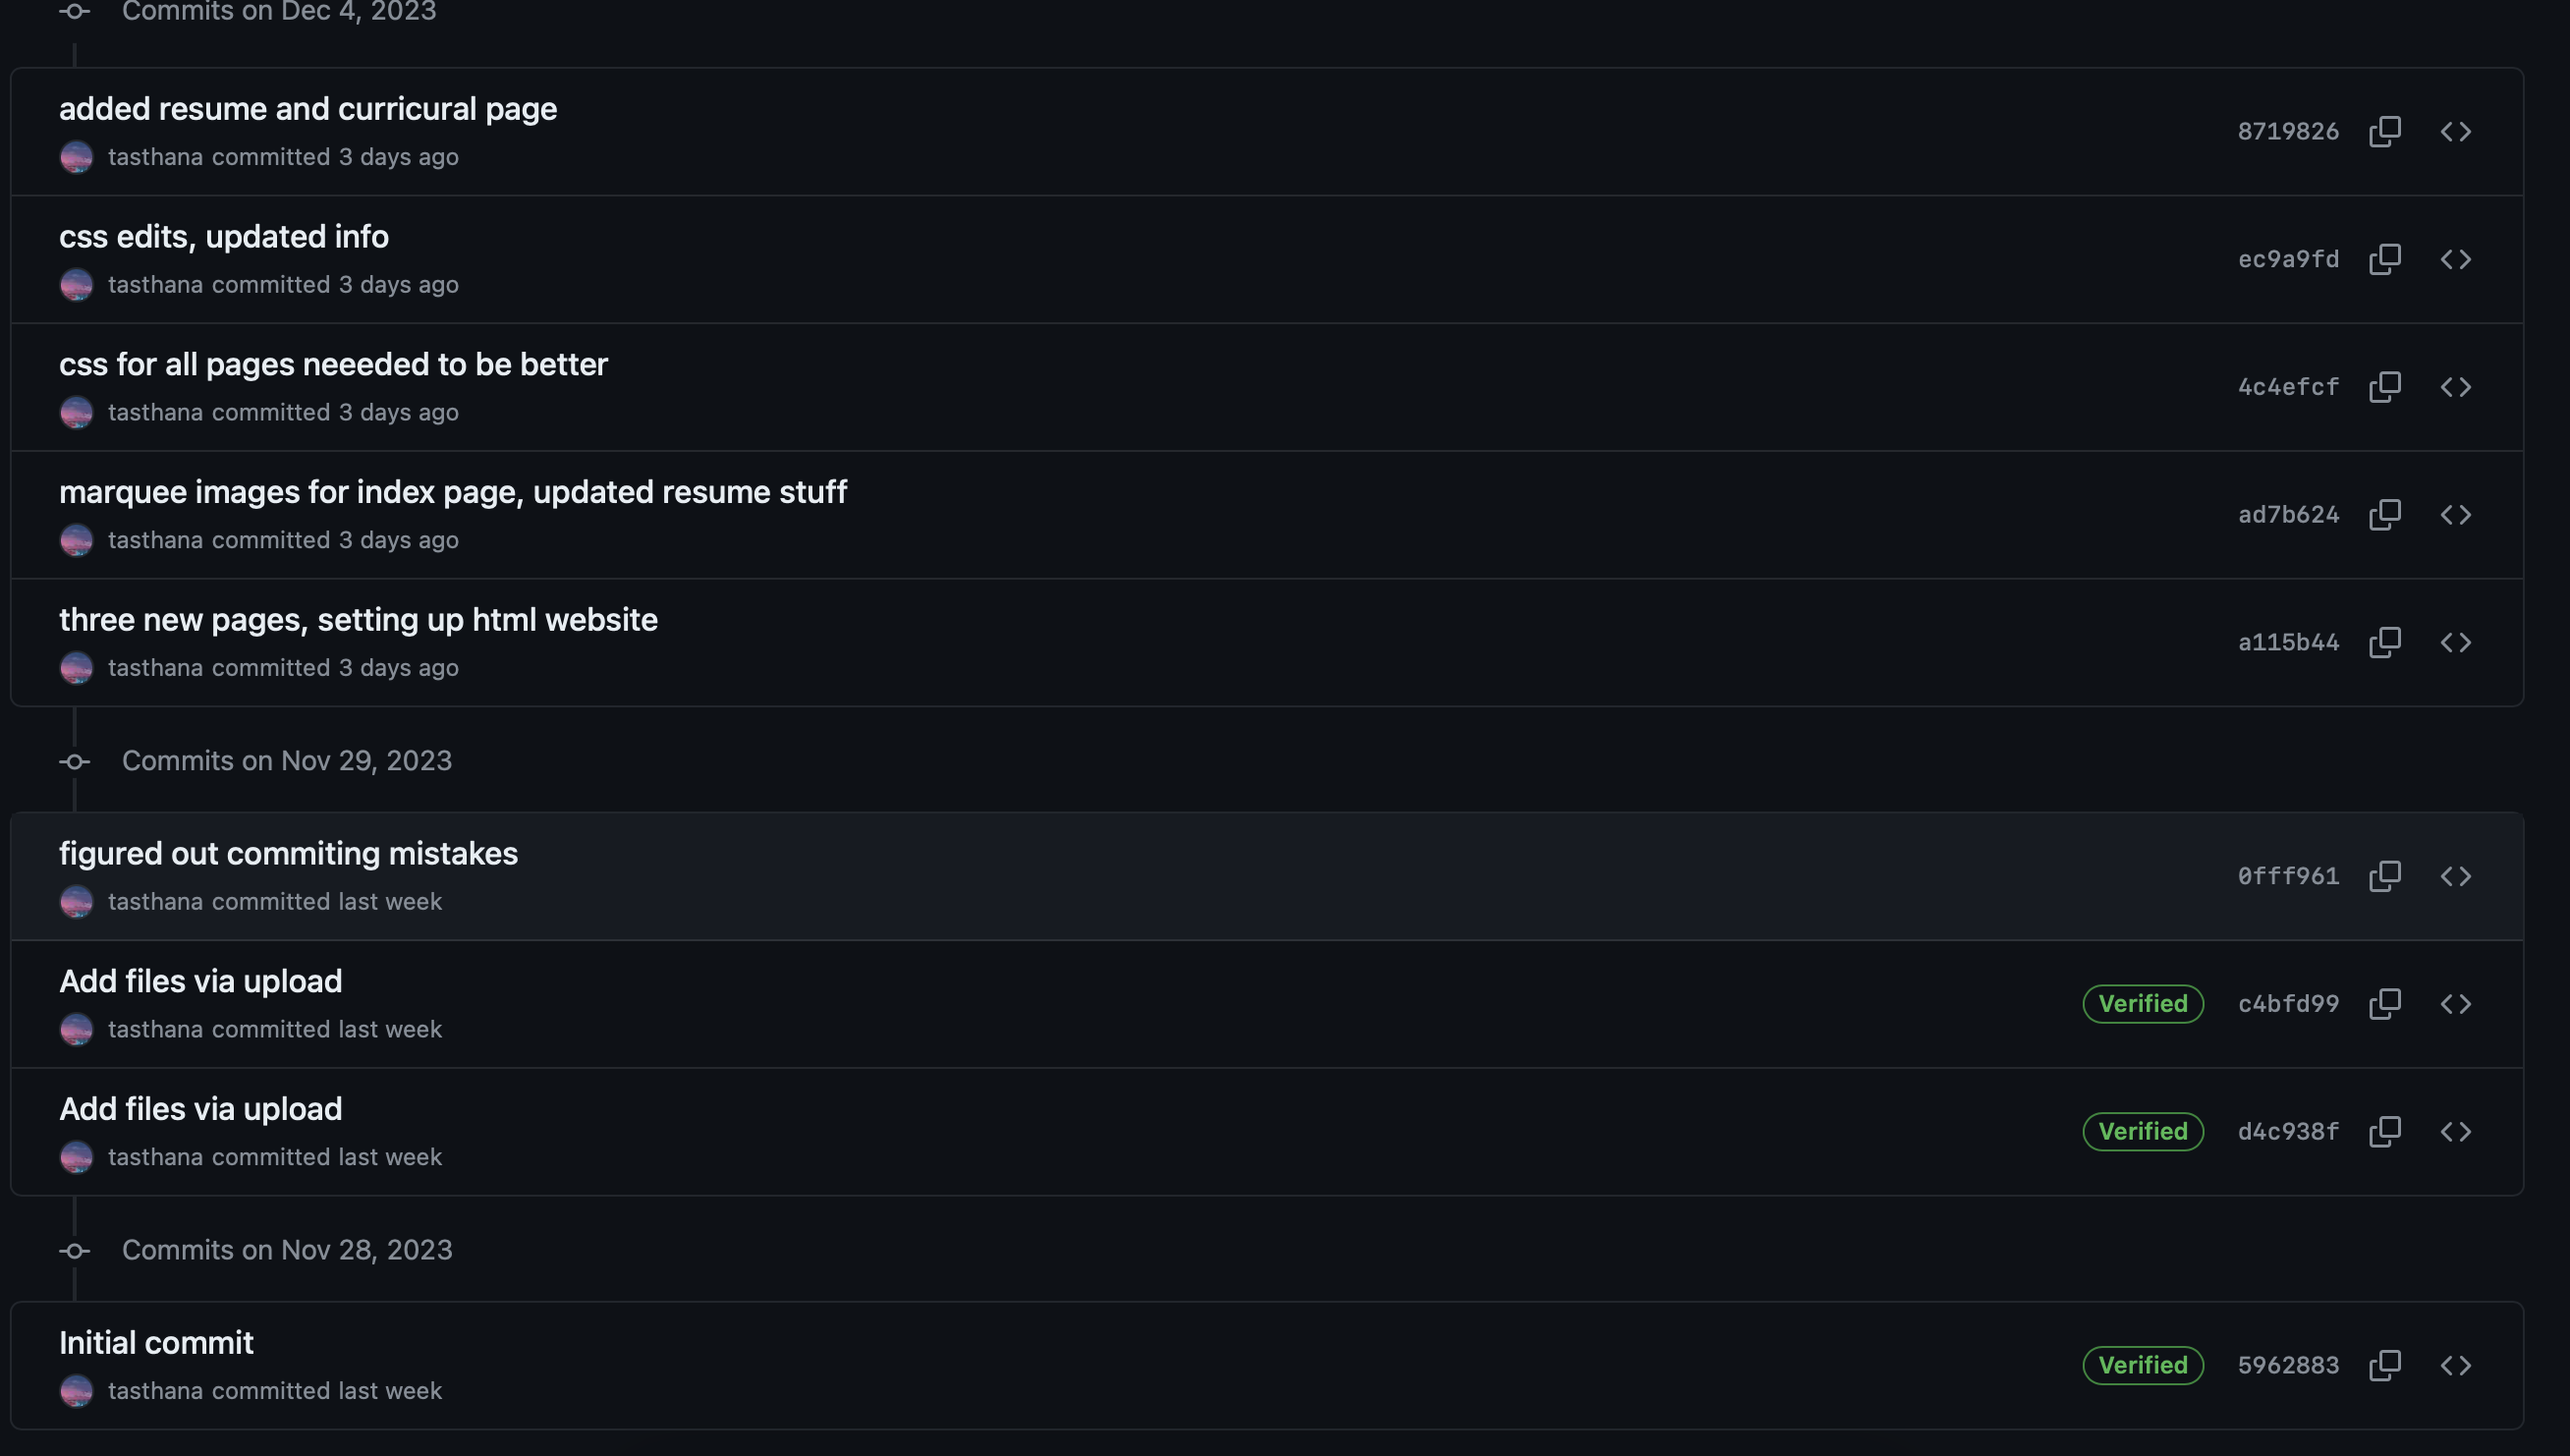 Commits on Dec 4, 2023
added resume and curricural page
8719826
tasthana committed 3 days ago
css edits, updated info
ec9a9fd
tasthana committed 3 days ago
css for all pages neeeded to be better
4c4efcf
tasthana committed 3 days ago
marquee images for index page, updated resume stuff
ad7b624
tasthana committed 3 days ago
three new pages, setting up html website
a115b44
tasthana committed 3 days ago
Commits on Nov 29, 2023
figured out commiting mistakes
0fff961
tasthana committed last week
Add files via upload
Verified c4bfd99
tasthana committed last week
Add files via upload
Verified d4c938f
tasthana committed last week
Commits on Nov 28, 2023
Initial commit
Verified 5962883
tasthana committed last week